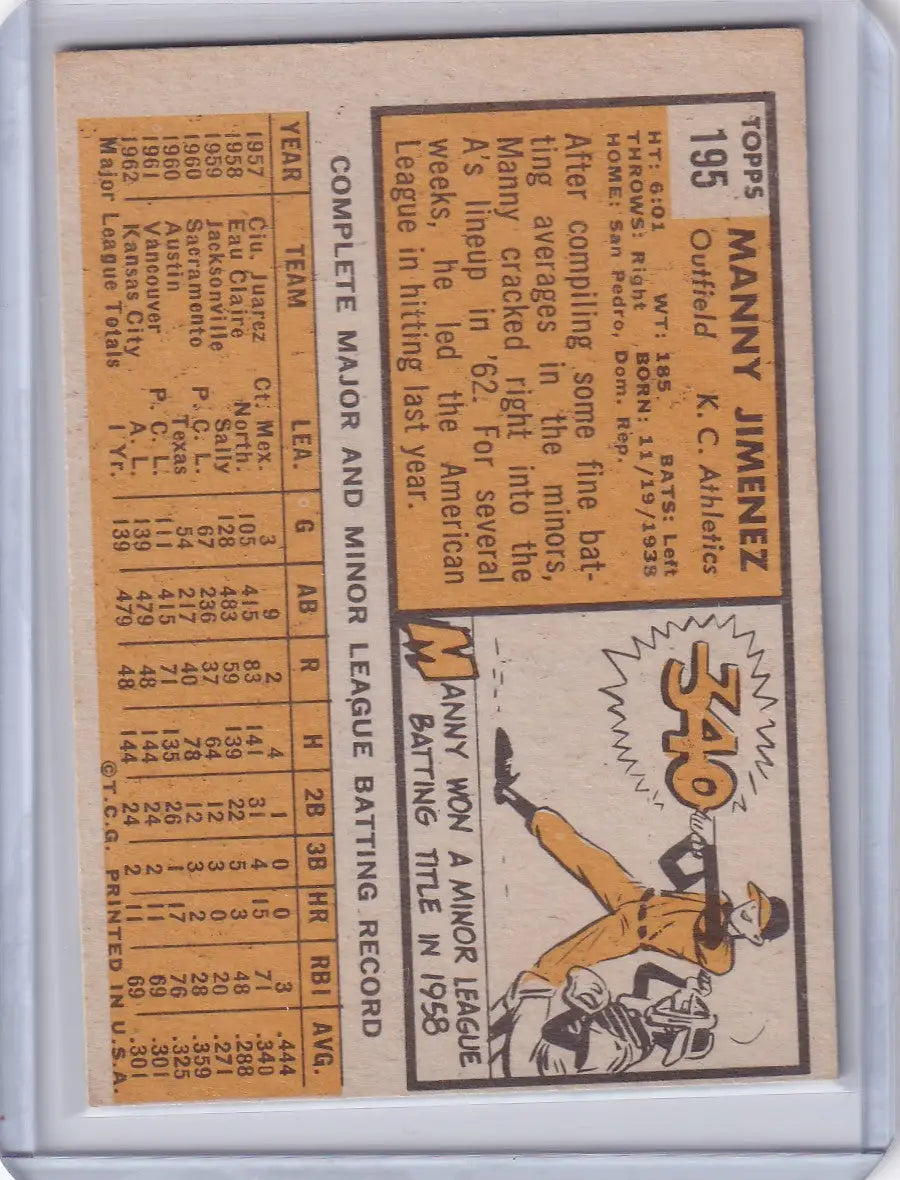 TOPPS
195
MANNY JIMENEZ
Outfield K. C. Athletics
HT: 6:01 WT: 185 BATS: Left
THROWS: Right BORN: 11/19/1938
HOME: San Pedro, Dom. Rep.
After compiling some fine bat-
ting averages in the minors,
Manny cracked right into the
A's lineup in '62. For several
weeks, he led the American
League in hitting last year.
340
MANNY WON A MINOR LEAGUE
BATTING TITLE IN 1958
COMPLETE MAJOR AND MINOR LEAGUE BATTING RECORD
YEAR TEAM LEA. G AB R H 2B 3B HR RBI AVG.
1957 Ciu. Juarez Ct. Mex. 3 9 2 4 1 0 0 3 .444
1958 Eau Claire North. 105 415 83 141 31 4 15 71 .340
1959 Jacksonville Sally 128 483 59 139 22 5 3 48 .288
1960 Sacramento P. C. L. 67 236 37 64 12 3 0 20 .271
1960 Austin Texas 54 217 40 78 12 3 2 28 .359
1961 Vancouver P. C. L. 111 415 71 135 26 1 17 76 .325
1962 Kansas City A. L. 139 479 48 144 24 2 11 69 .301
Major League Totals 1 Yr. 139 479 48 144 24 2 11 69 .301
©T.C.G. PRINTED IN U.S.A.